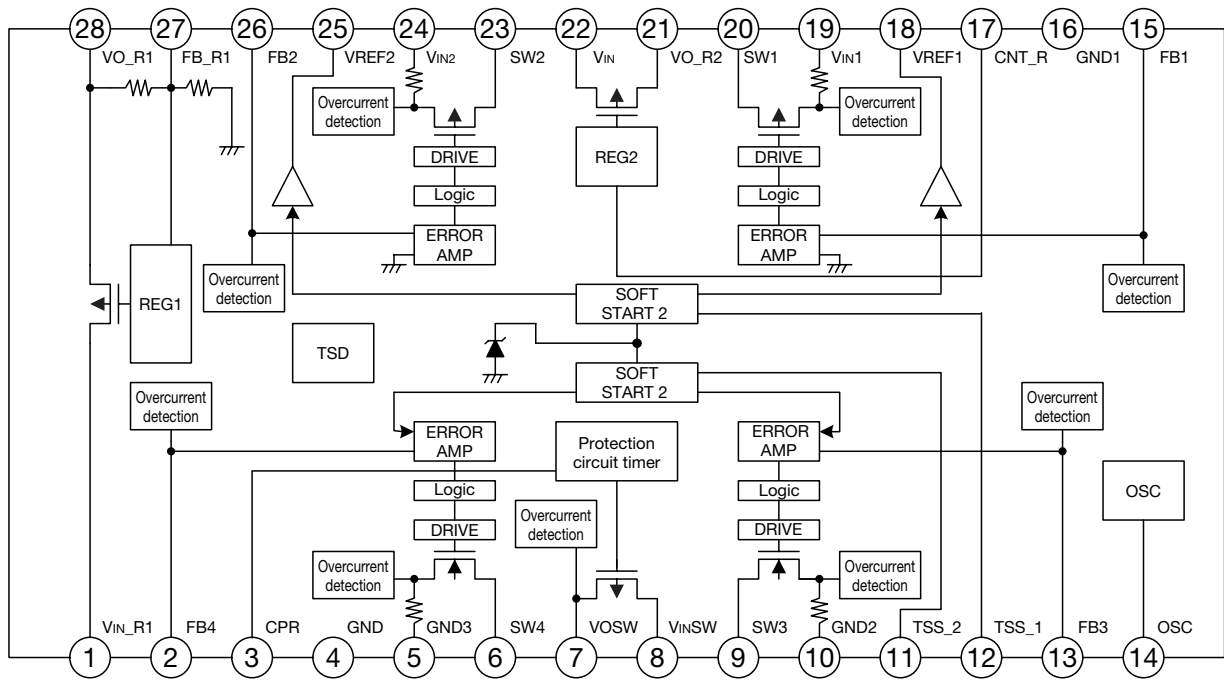 28 27 26 25 24 23 22 21 20 19 18 17 16 15
VO_R1 FB_R1 FB2 VREF2 VIN2 SW2 VIN VO_R2 SW1 VIN1 VREF1 CNT_R GND1 FB1
Overcurrent
detection
Overcurrent
detection
DRIVE
REG2
DRIVE
Logic
Logic
ERROR
AMP
ERROR
AMP
Overcurrent
detection
Overcurrent
detection
REG1
SOFT
START 2
TSD
SOFT
START 2
Overcurrent
detection
Overcurrent
detection
ERROR
AMP
Protection
circuit timer
ERROR
AMP
Logic
Logic
OSC
Overcurrent
detection
DRIVE
DRIVE
Overcurrent
detection
Overcurrent
detection
VIN_R1 FB4 CPR GND GND3 SW4 VOSW VINSW SW3 GND2 TSS_2 TSS_1 FB3 OSC
1 2 3 4 5 6 7 8 9 10 11 12 13 14